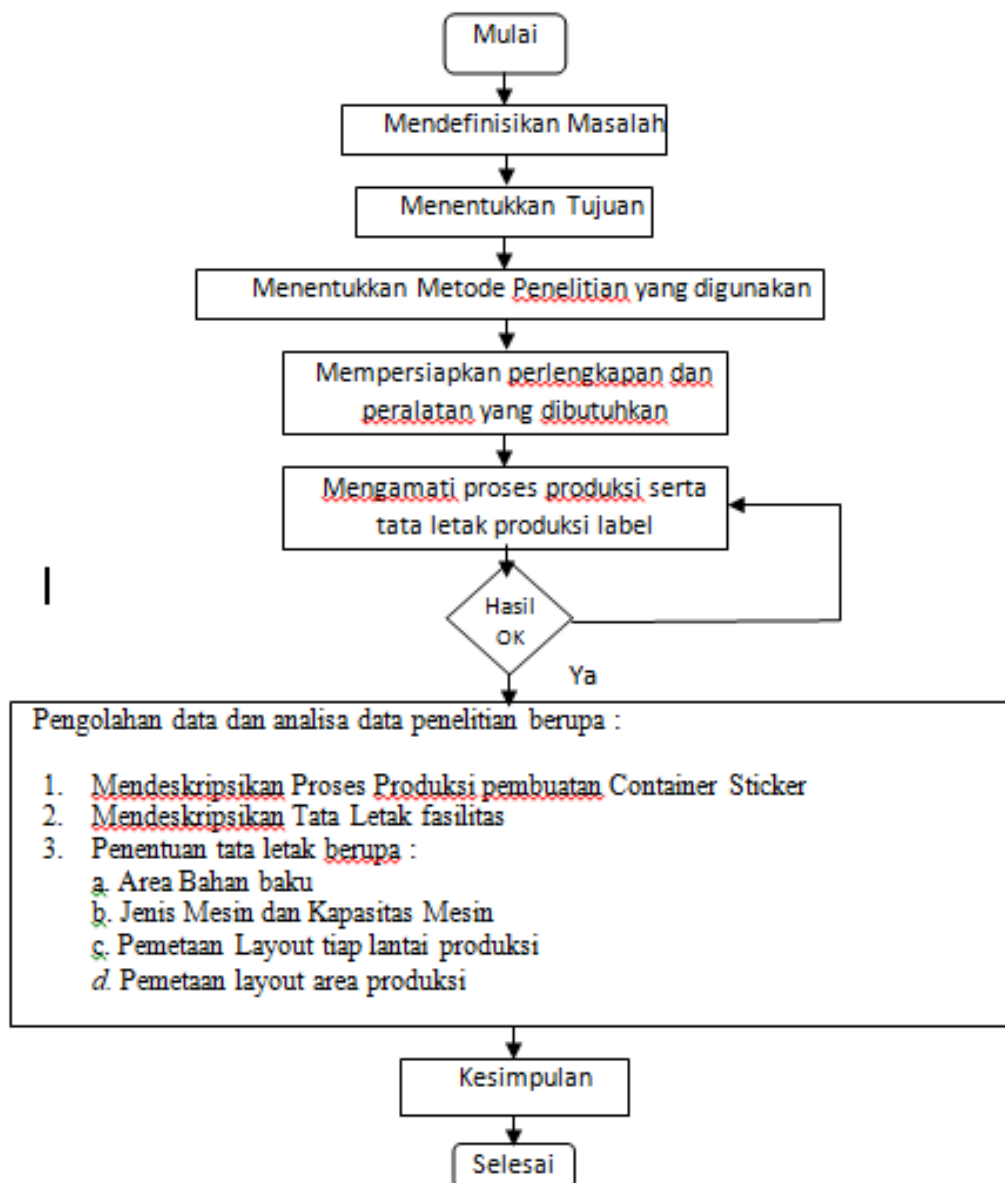 Mulai
Mendefinisikan Masalah
Menentukkan Tujuan
Menentukkan Metode Penelitian yang digunakan
Mempersiapkan perlengkapan dan
peralatan yang dibutuhkan
Mengamati proses produksi serta
tata letak produksi label
Hasil
OK
Ya
Pengolahan data dan analisa data penelitian berupa :
1. Mendeskripsikan Proses Produksi pembuatan Container Sticker
2. Mendeskripsikan Tata Letak fasilitas
3. Penentuan tata letak berupa :
a. Area Bahan baku
b. Jenis Mesin dan Kapasitas Mesin
c. Pemetaan Layout tiap lantai produksi
d. Pemetaan layout area produksi
Kesimpulan
Selesai